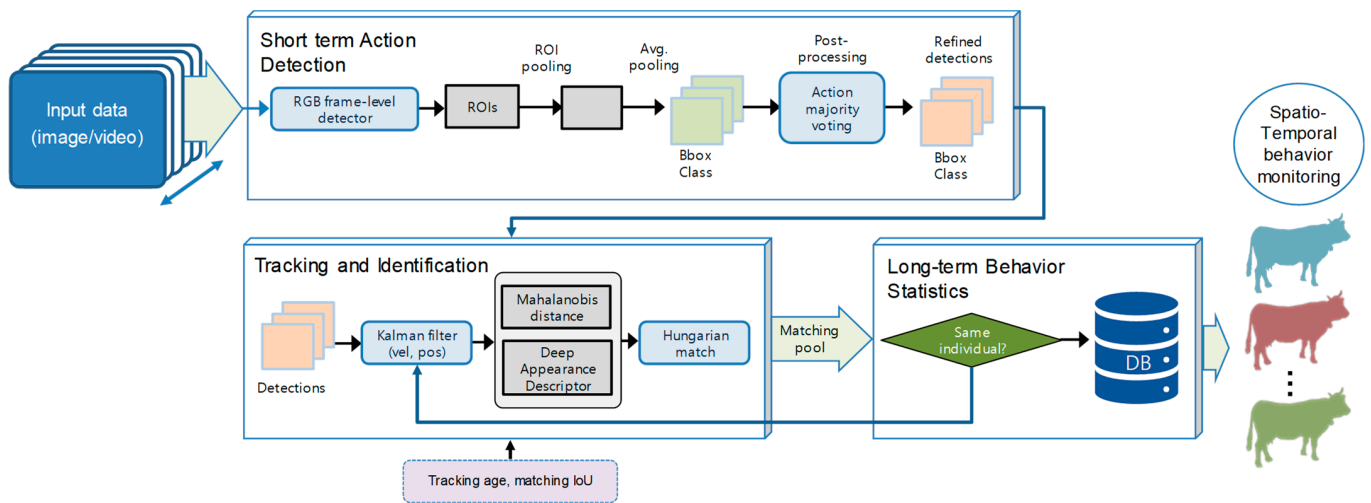 Short term Action
Detection
Input data
(image/video)
RGB frame-level
detector
ROIs
ROI
pooling
Avg.
pooling
Bbox
Class
Post-
processing
Action
majority
voting
Refined
detections
Bbox
Class
Spatio-
Temporal
behavior
monitoring
Tracking and Identification
Detections
Kalman filter
(vel, pos)
Mahalanobis
distance
Deep
Appearance
Descriptor
Hungarian
match
Matching
pool
Long-term Behavior
Statistics
Same
individual?
DB
Tracking age, matching IoU